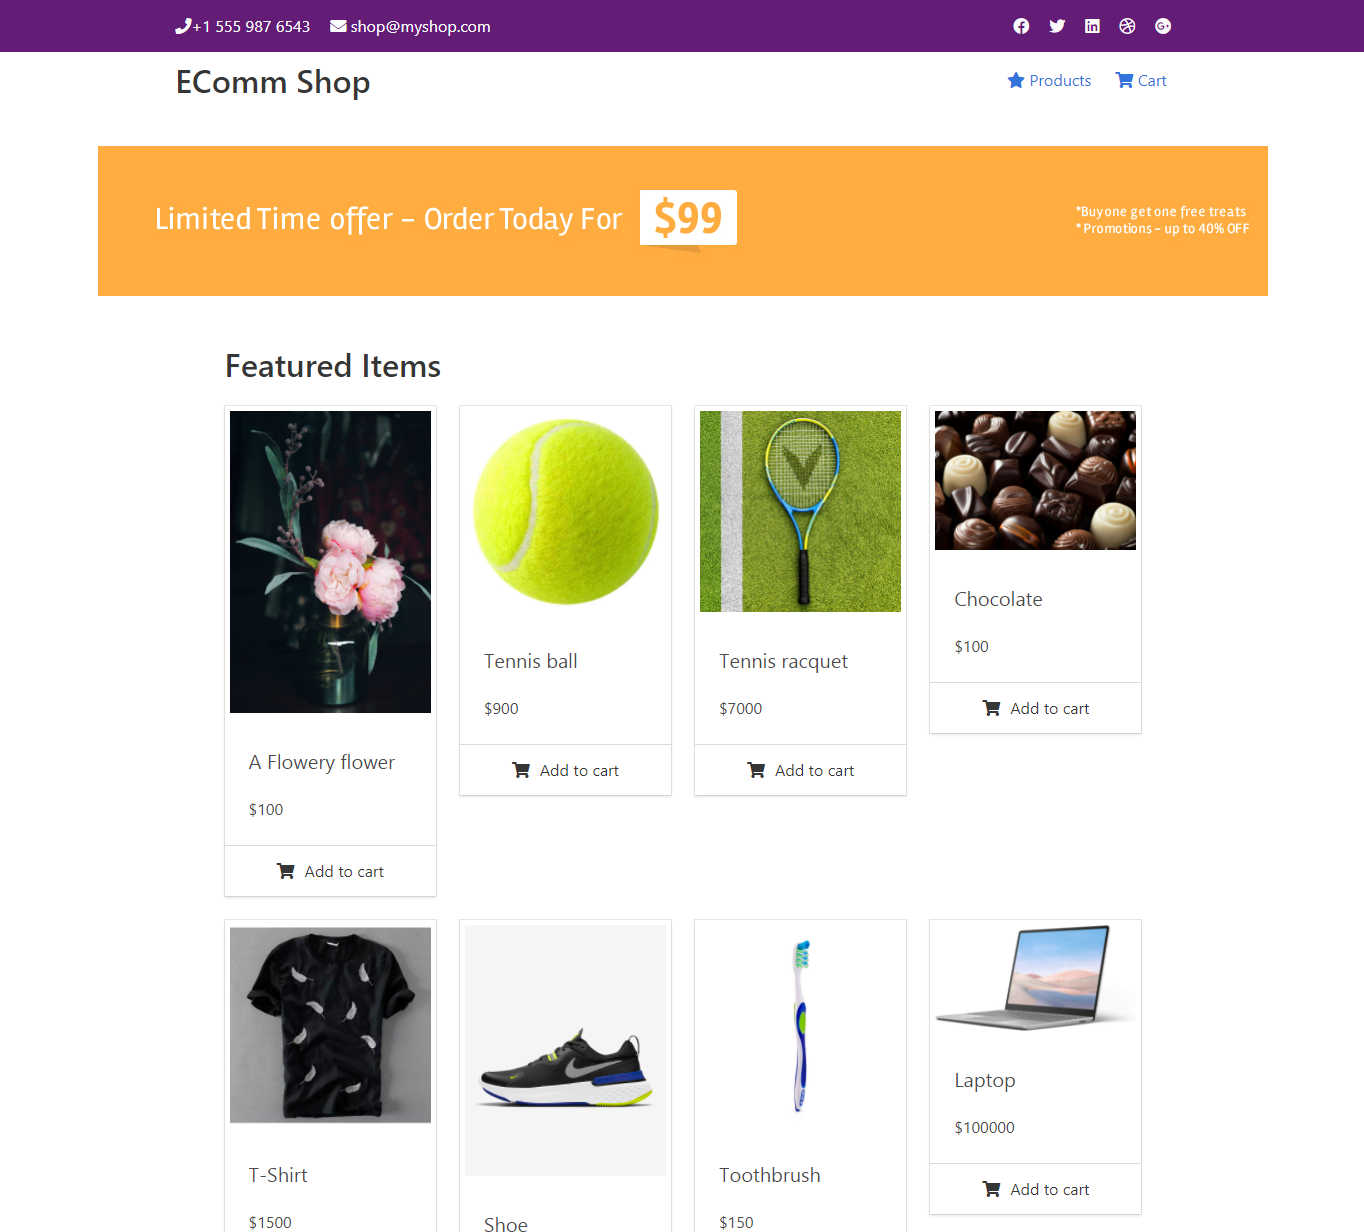 +1 555 987 6543 shop@myshop.com
EComm Shop
Products Cart
Limited Time offer - Order Today For $99
*Buy one get one free treats
* Promotions - up to 40% OFF
Featured Items
A Flowery flower
$100
Add to cart
Tennis ball
$900
Add to cart
Tennis racquet
$7000
Add to cart
Chocolate
$100
Add to cart
T-Shirt
$1500
Shoe
Toothbrush
$150
Laptop
$100000
Add to cart